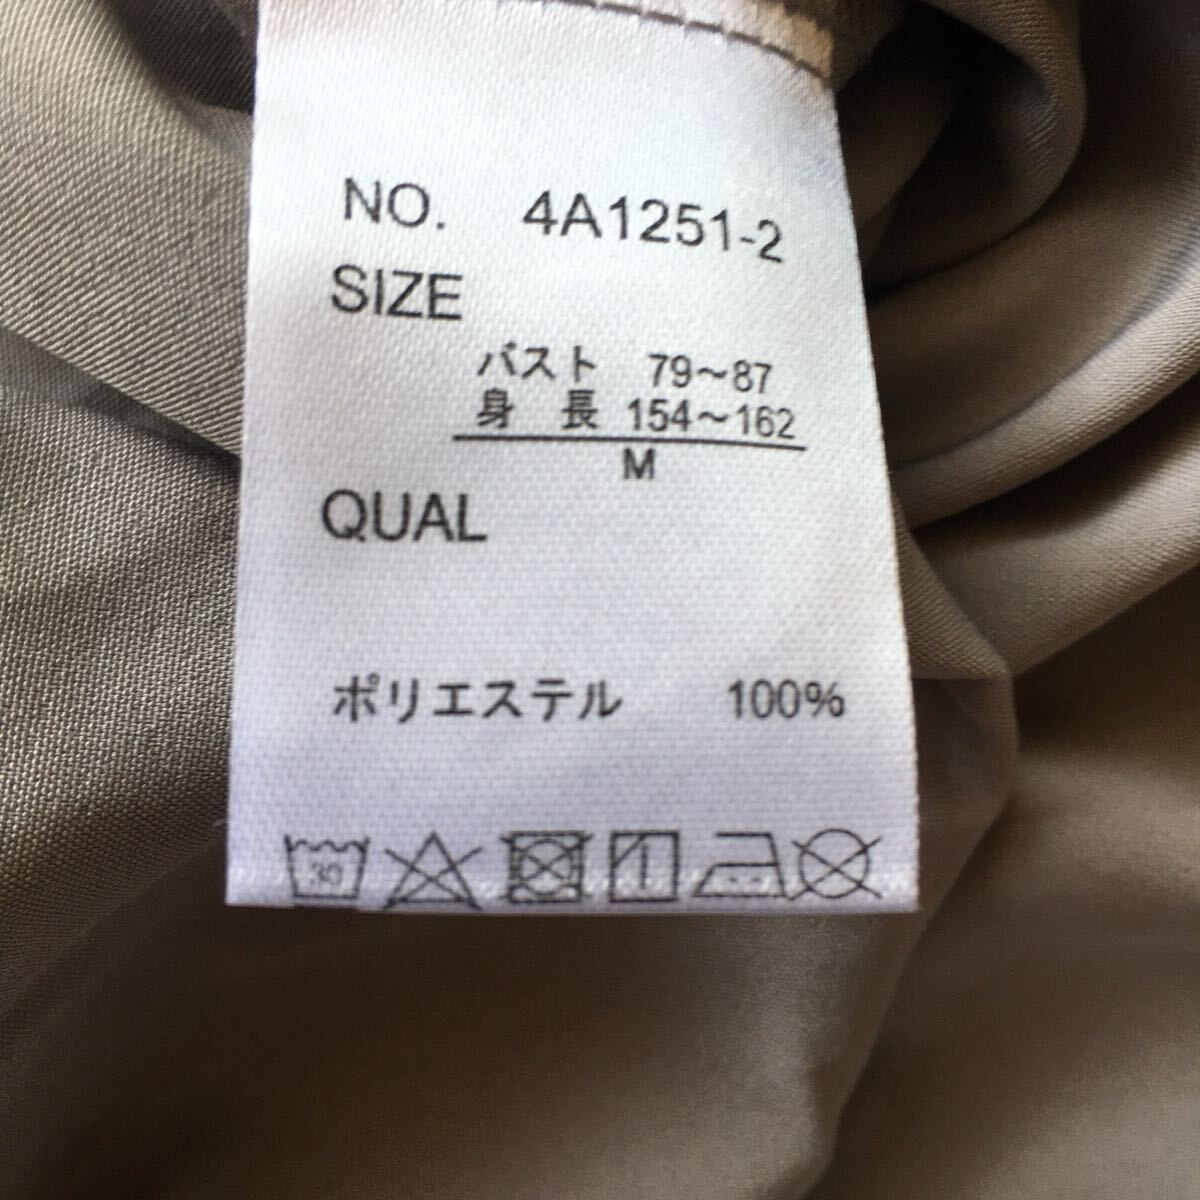 NO. 4A1251-2
SIZE
バスト 79～87
身 長 154～162
M
QUAL
ポリエステル 100%
30